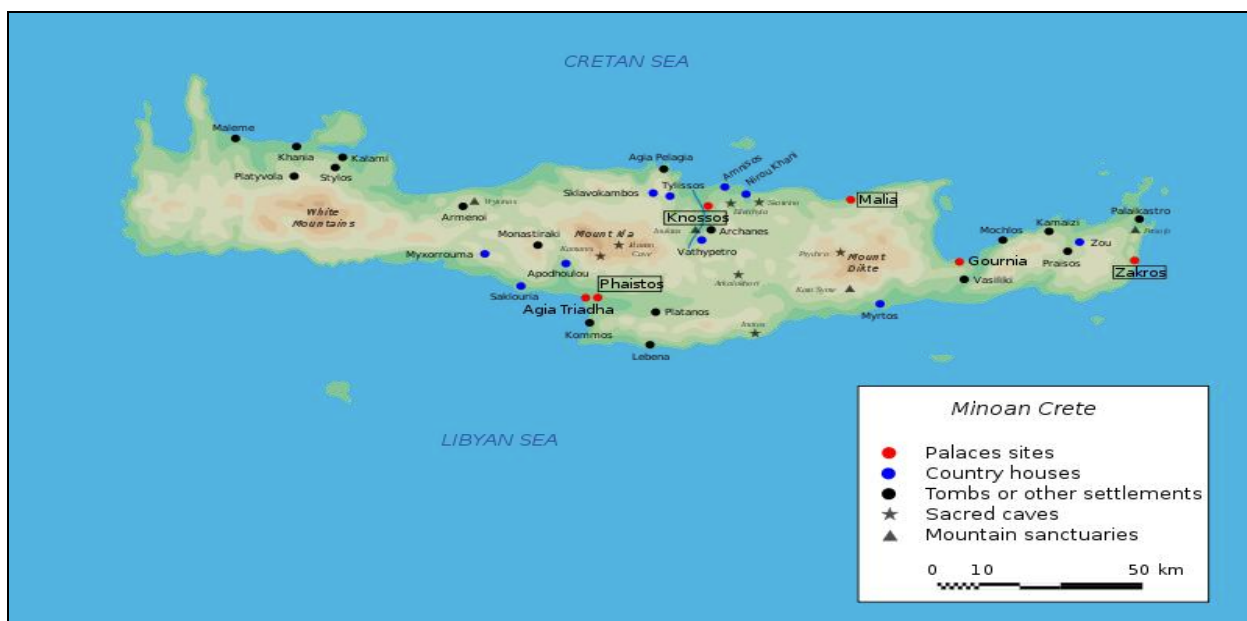 CRETAN SEA
Maleme
Khania
Kalami
Platyvola
Stylos
Agia Pelagia
Amnisos
Nirou Khani
Sklavokambos
Tylissos
Malia
Armenoi
White
Mountains
Knossos
Archanes
Mochlos
Kamaizi
Palaikastro
Monastiraki
Vathypetro
Zou
Myxorrouma
Cave
Gournia
Praisos
Apodhoulou
Mount
Dikte
Zakros
Vasiliki
Phaistos
Saklouria
Agia Triadha
Platanos
Myrtos
Kommos
Lebena
LIBYAN SEA
Minoan Crete
Palaces sites
Country houses
Tombs or other settlements
Sacred caves
Mountain sanctuaries
0 10 50 km